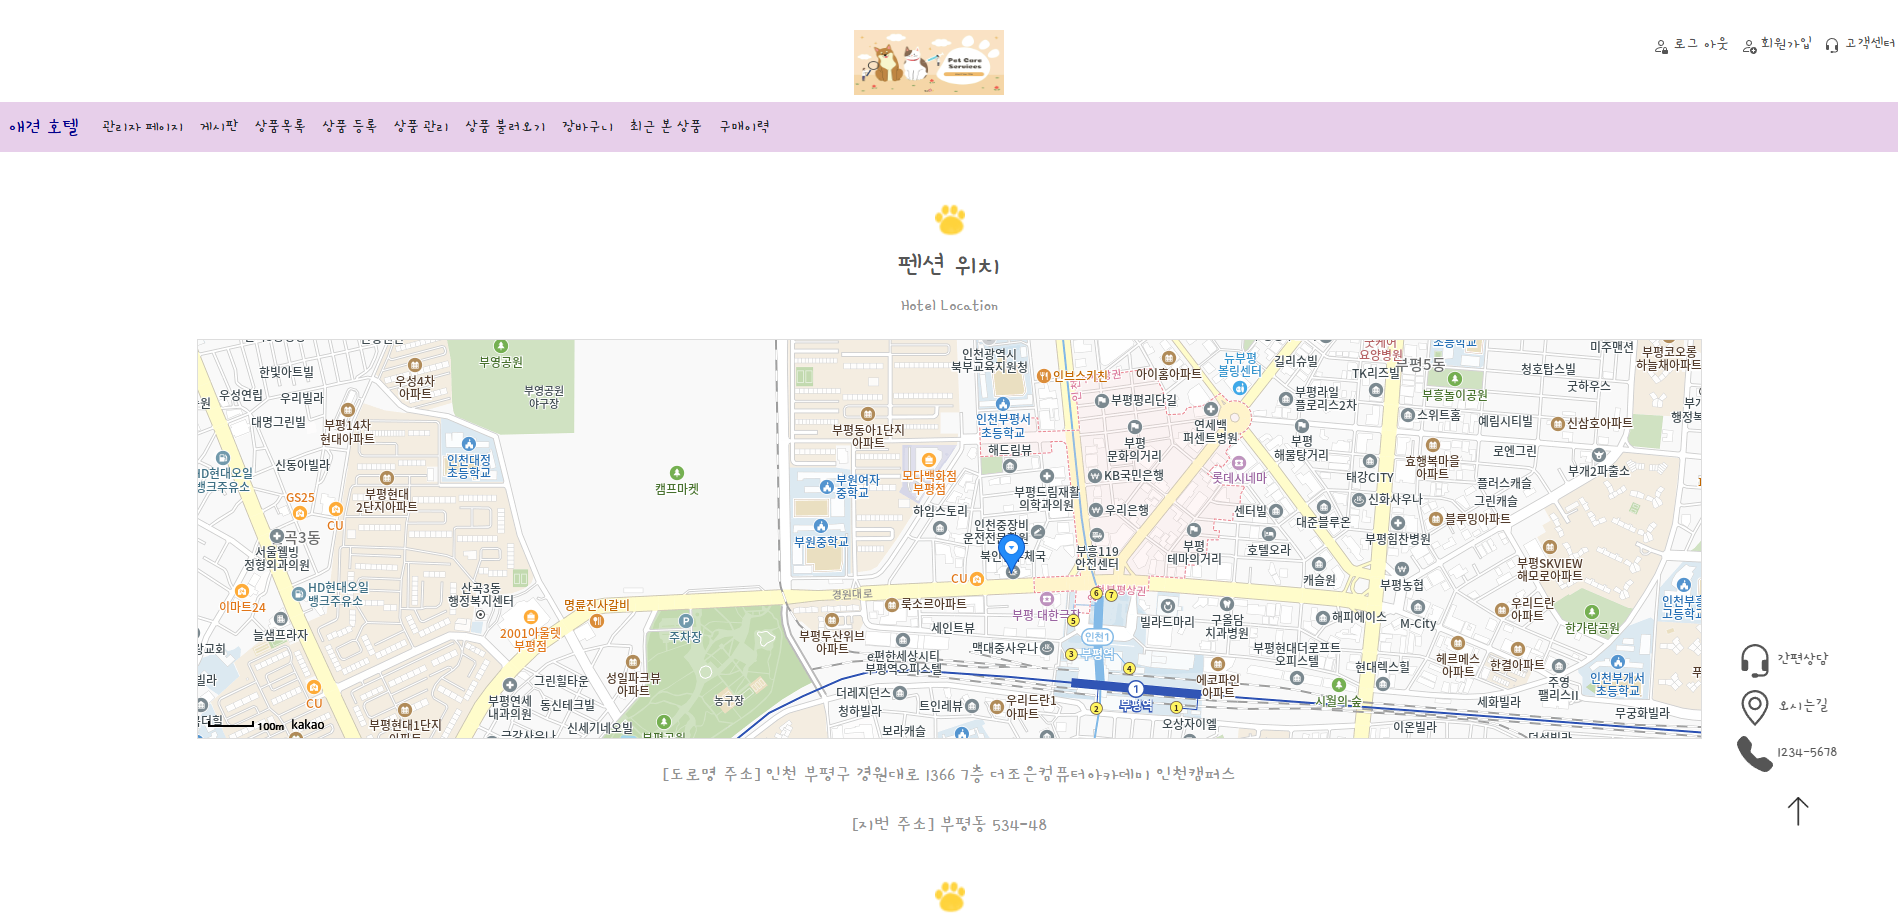 Pet Care
Services
로그 아웃
회원가입
고객센터
애견 호텔
관리자 페이지
게시판
상품목록
상품 등록
상품 관리
상품 불러오기
장바구니
최근 본 상품
구매이력
펜션 위치
Hotel Location
부영공원
부영공원
야구장
한빛아트빌
우성연립
우리빌라
우성4차
아파트
대명그린빌
부평14차
현대아파트
인천대정
초등학교
신동아빌라
HD현대오일
뱅크주유소
부평현대
2단지아파트
GS25
CU
캠프마켓
서울웰빙
정형외과의원
이마트24
HD현대오일
뱅크주유소
늘샘프라자
산곡3동
행정복지센터
명륜진사갈비
2001아울렛
부평점
주차장
그린힐타운
성일파크뷰
아파트
동신테크빌
부평연세
내과의원
신세기네오빌
농구장
CU
부평현대1단지
100m
kakao
인천광역시
북부교육지원청
인브스키친
아이홈아파트
부평평리단길
뉴부평
볼링센터
길리슈빌
TK리즈빌
부평5동
부흥놀이공원
청호탑스빌
미주맨션
굿하우스
부평코오롱
하늘채아파트
부평라일
플로리스2차
스위트홈
예림시티빌
신삼호아파트
부평동아1단지
아파트
인천부평서
초등학교
해드림뷰
부평
문화의거리
연세백
퍼센트병원
부평
해물탕거리
효행복마을
아파트
로엔그린
부개2파출소
부원여자
중학교
모다백화점
부평점
부평드림재활
의학과의원
KB국민은행
롯데시네마
태강CITY
플러스캐슬
그린캐슬
신화사우나
하임스토리
인천중장비
우리은행
센터빌
대준블루온
블루밍아파트
부평힘찬병원
부원중학교
부흥119
안전센터
부평
테마의거리
호텔오라
캐슬원
부평농협
부평SKVIEW
해모로아파트
CU
경원대로
룩소르아파트
부평 대한극장
빌라드마리
구올담
치과병원
해피에이스
M-City
우리드란
아파트
한가람공원
부평두산위브
아파트
세인트뷰
맥대중사우나
e편한세상시티
부평역오피스텔
인천1
부평역
부평현대더로프트
오피스텔
현대렉스힐
헤르메스
아파트
한결아파트
주영
팰리스II
인천부개서
초등학교
에코파인
아파트
더레지던스
청하빌라
트인레뷰
우리드란1
아파트
부평역
시월의숲
세화빌라
무궁화빌라
오상자이엘
이온빌라
보라캐슬
[도로명 주소] 인천 부평구 경원대로 1366 7층 더조은컴퓨터아카데미 인천캠퍼스
[지번 주소] 부평동 534-48
간편상담
오시는길
1234-5678